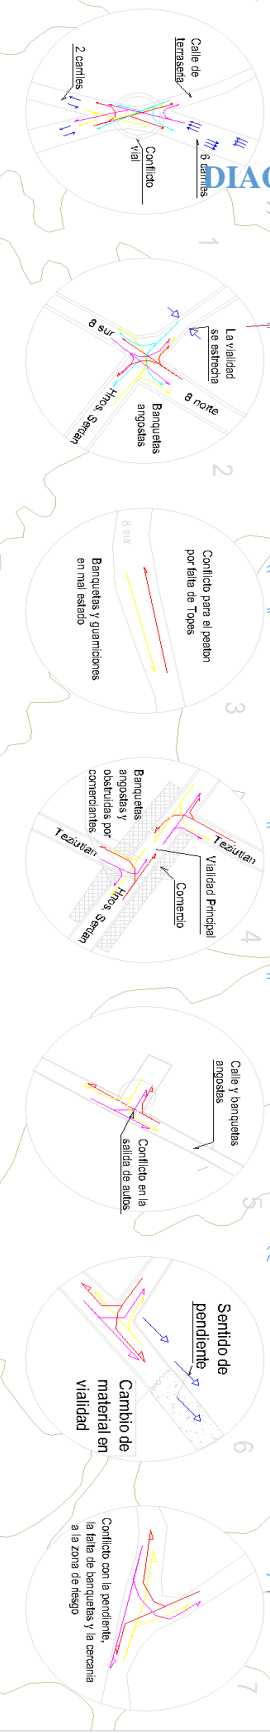 DIAG
Calle de
terraseria
2 carriles
6 carriles
Conflicto
vial
1
La vialidad
se estrecha
8 sur
8 norte
Hnos. Serdan
Banquetas
angostas
2
Conflicto para el peaton
por falta de Topes
8 sur
Banquetas y guarniciones
en mal estado
3
Banquetas
angostas y
obstruidas por
comerciantes
Teziutlan
Teziutlan
Vialidad Principal
Comercio
Hnos. Serdan
4
Calle y banquetas
angostas
Conflicto en la
salida de autos
5
Sentido de
pendiente
Cambio de
material en
vialidad
6
Conflicto con la pendiente,
la falta de banquetas y la cercania
a la zona de riesgo
7